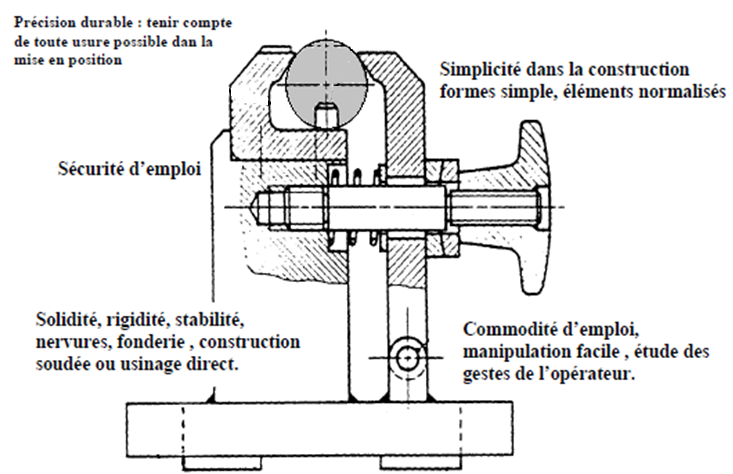 Précision durable : tenir compte
de toute usure possible dan la
mise en position
Simplicité dans la construction
formes simple, éléments normalisés
Sécurité d’emploi
Solidité, rigidité, stabilité,
nervures, fonderie , construction
soudée ou usinage direct.
Commodité d’emploi,
manipulation facile , étude des
gestes de l’opérateur.